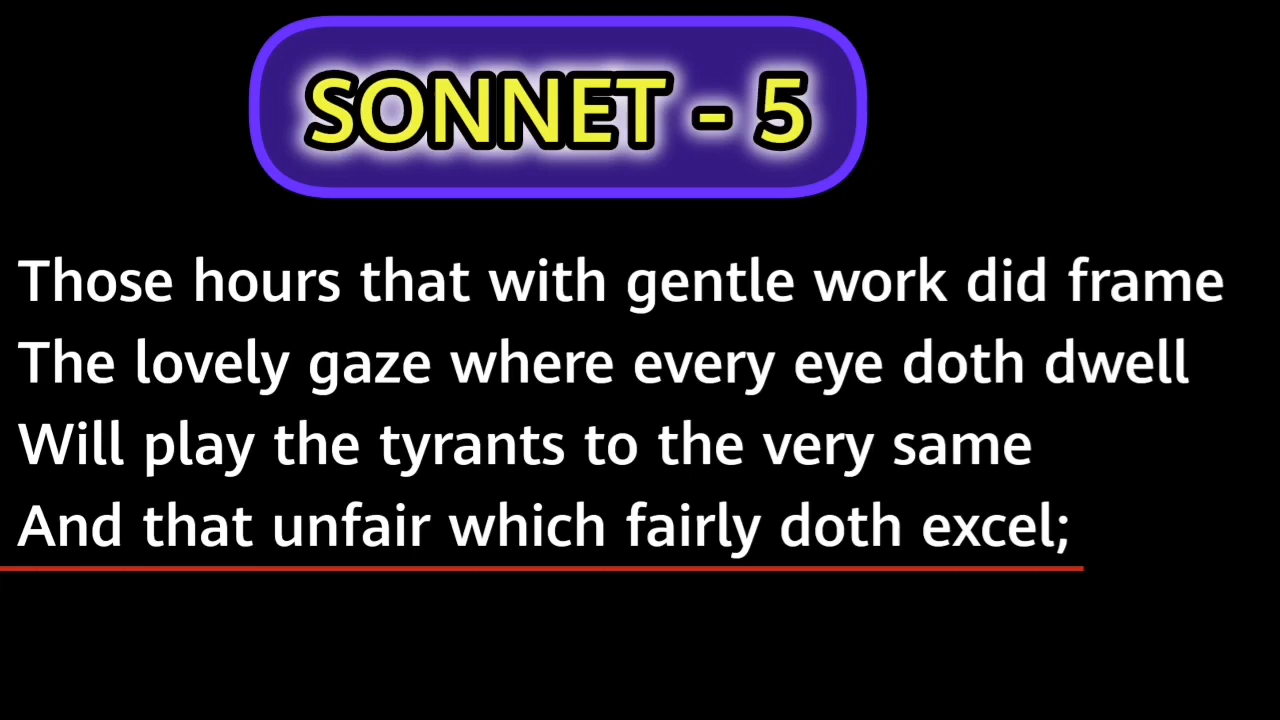 SONNET - 5
Those hours that with gentle work did frame
The lovely gaze where every eye doth dwell
Will play the tyrants to the very same
And that unfair which fairly doth excel;